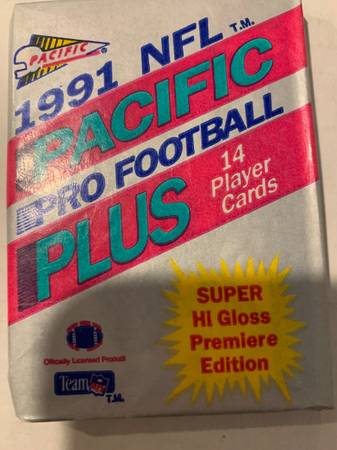 PACIFIC
1991 NFL T.M.
PACIFIC
PRO FOOTBALL
PLUS
14
Player
Cards
SUPER
Hi Gloss
Premiere
Edition
Officially Licensed Product
Team NFL
T.M.